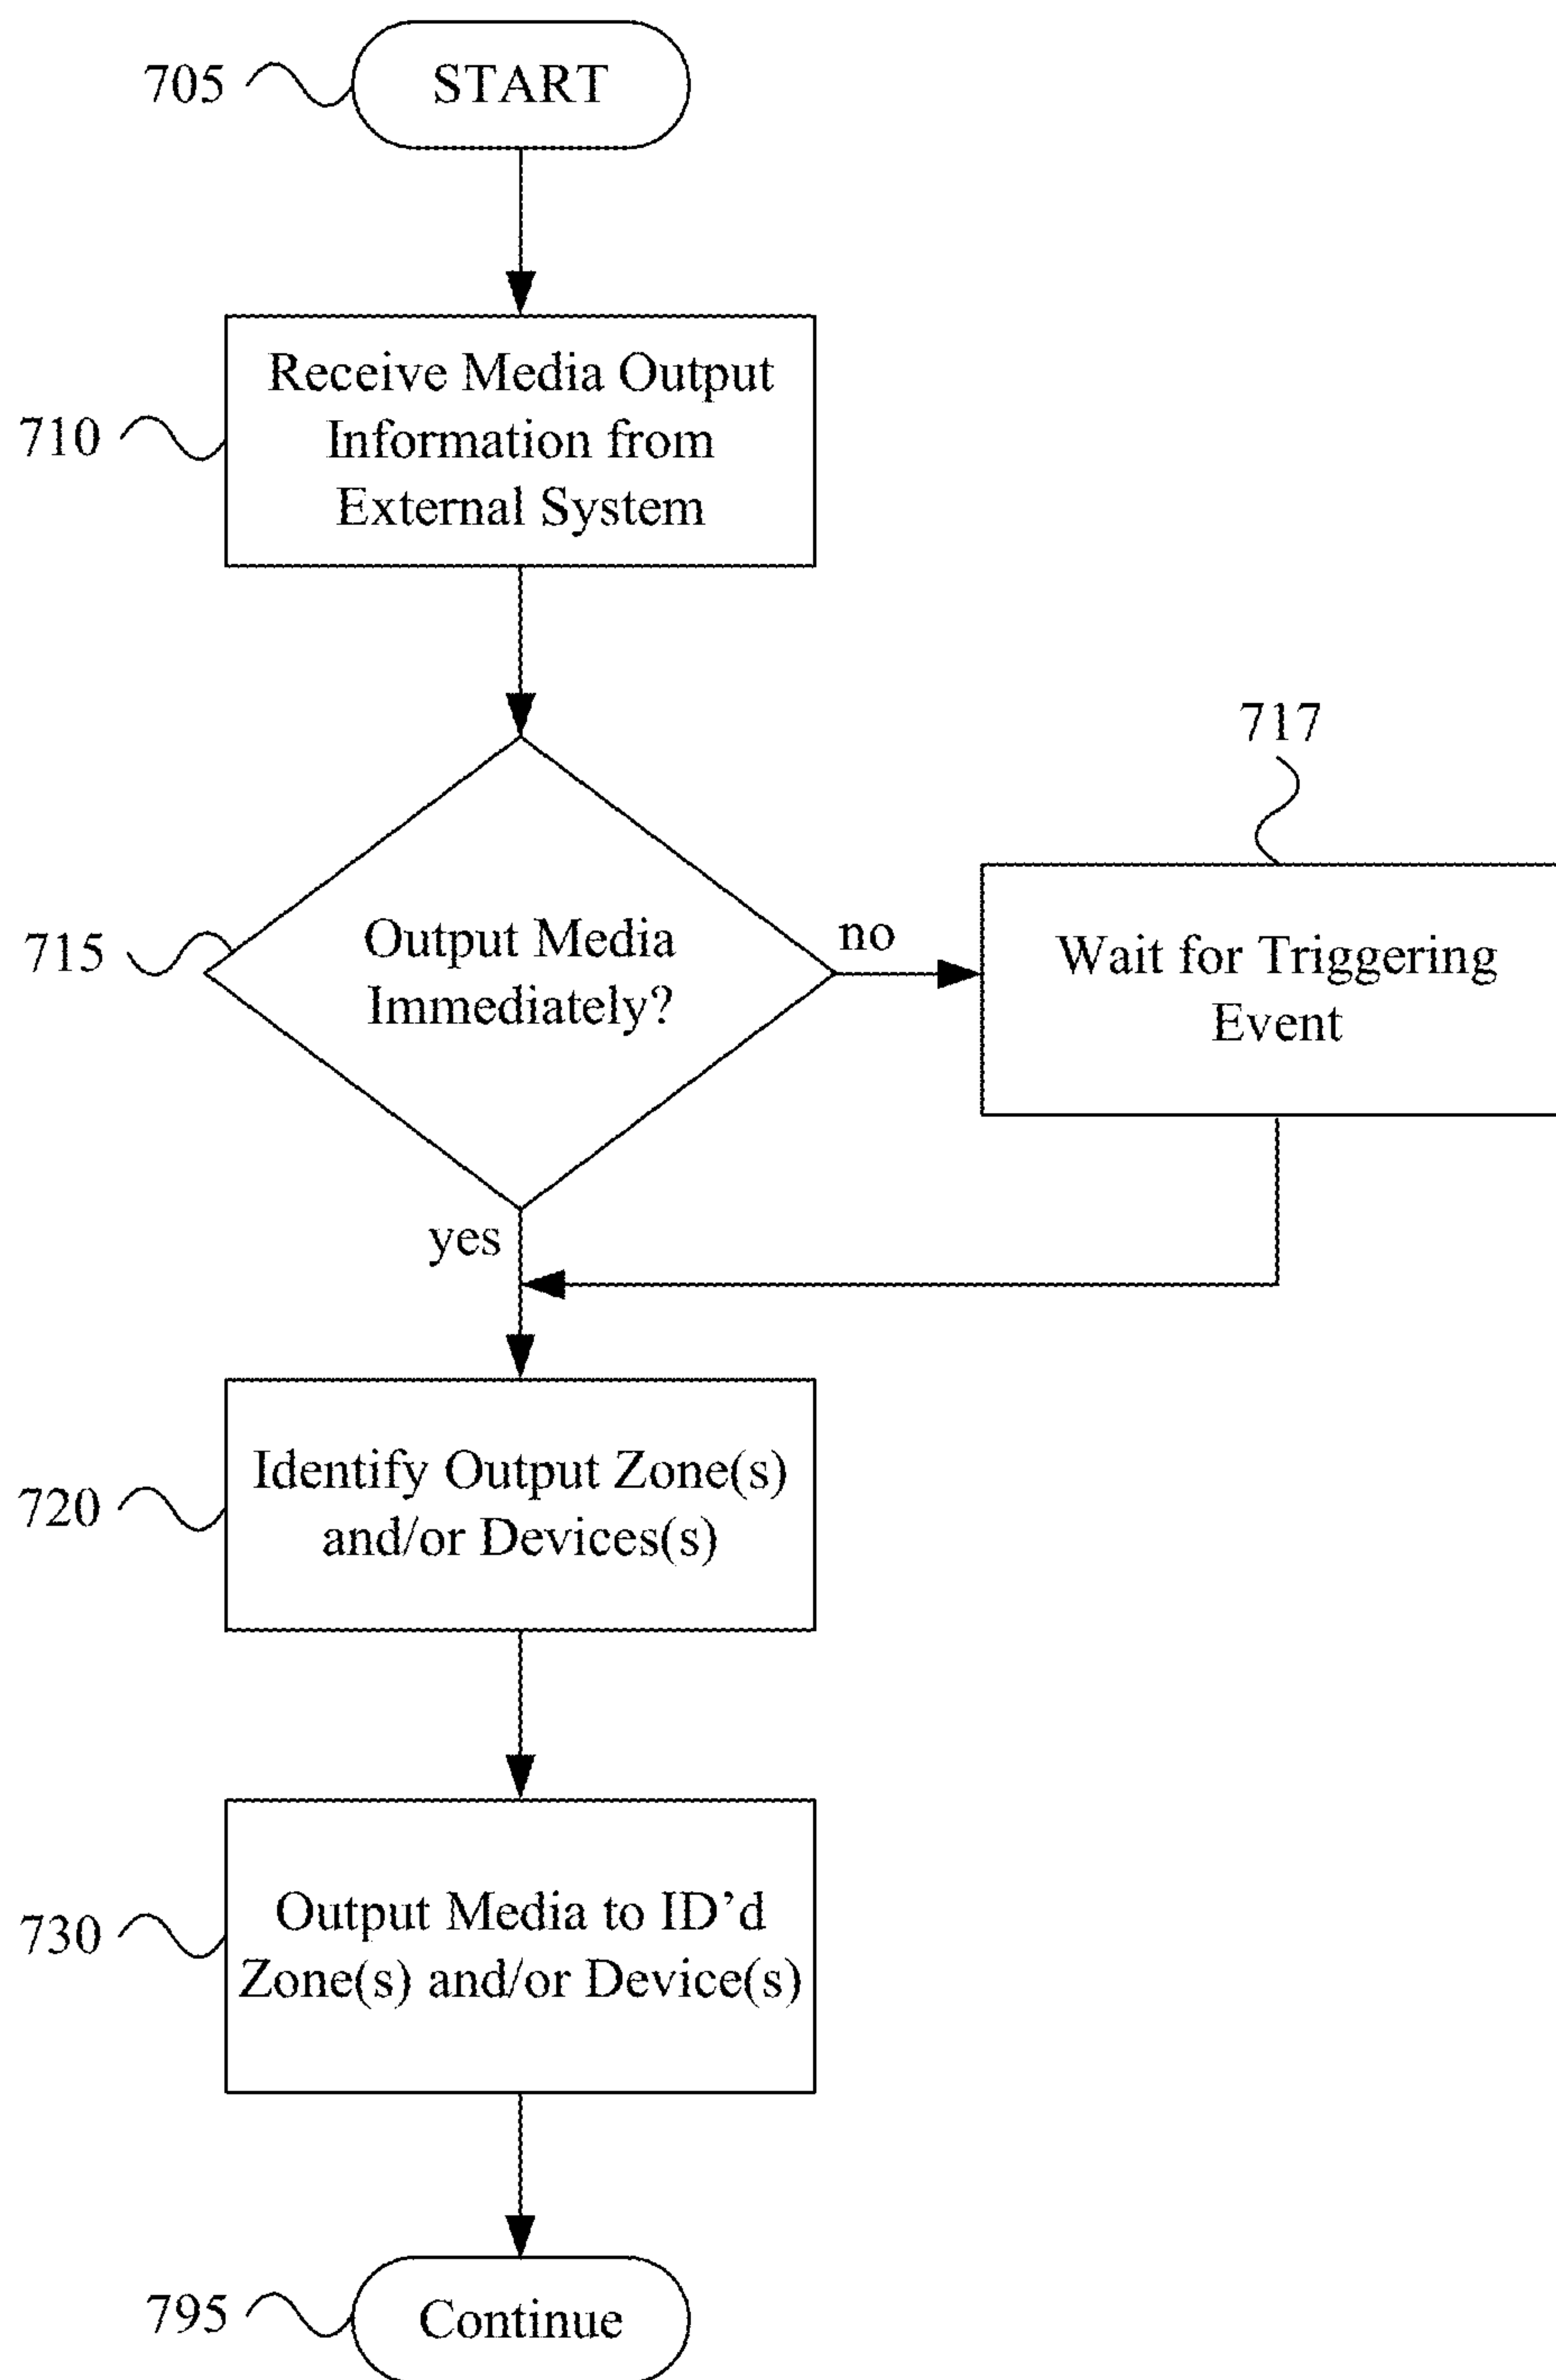 705
START
710
Receive Media Output
Information from
External System
717
715
Output Media
Immediately?
no
Wait for Triggering
Event
yes
720
Identify Output Zone(s)
and/or Devices(s)
730
Output Media to ID’d
Zone(s) and/or Device(s)
795
Continue